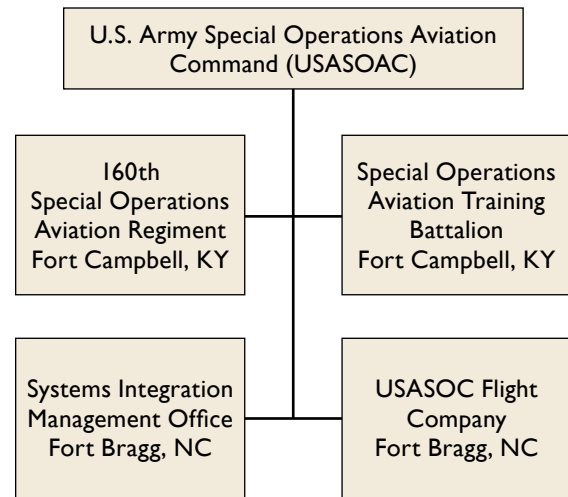 U.S. Army Special Operations Aviation
Command (USASOAC)
160th
Special Operations
Aviation Regiment
Fort Campbell, KY
Special Operations
Aviation Training
Battalion
Fort Campbell, KY
Systems Integration
Management Office
Fort Bragg, NC
USASOC Flight
Company
Fort Bragg, NC